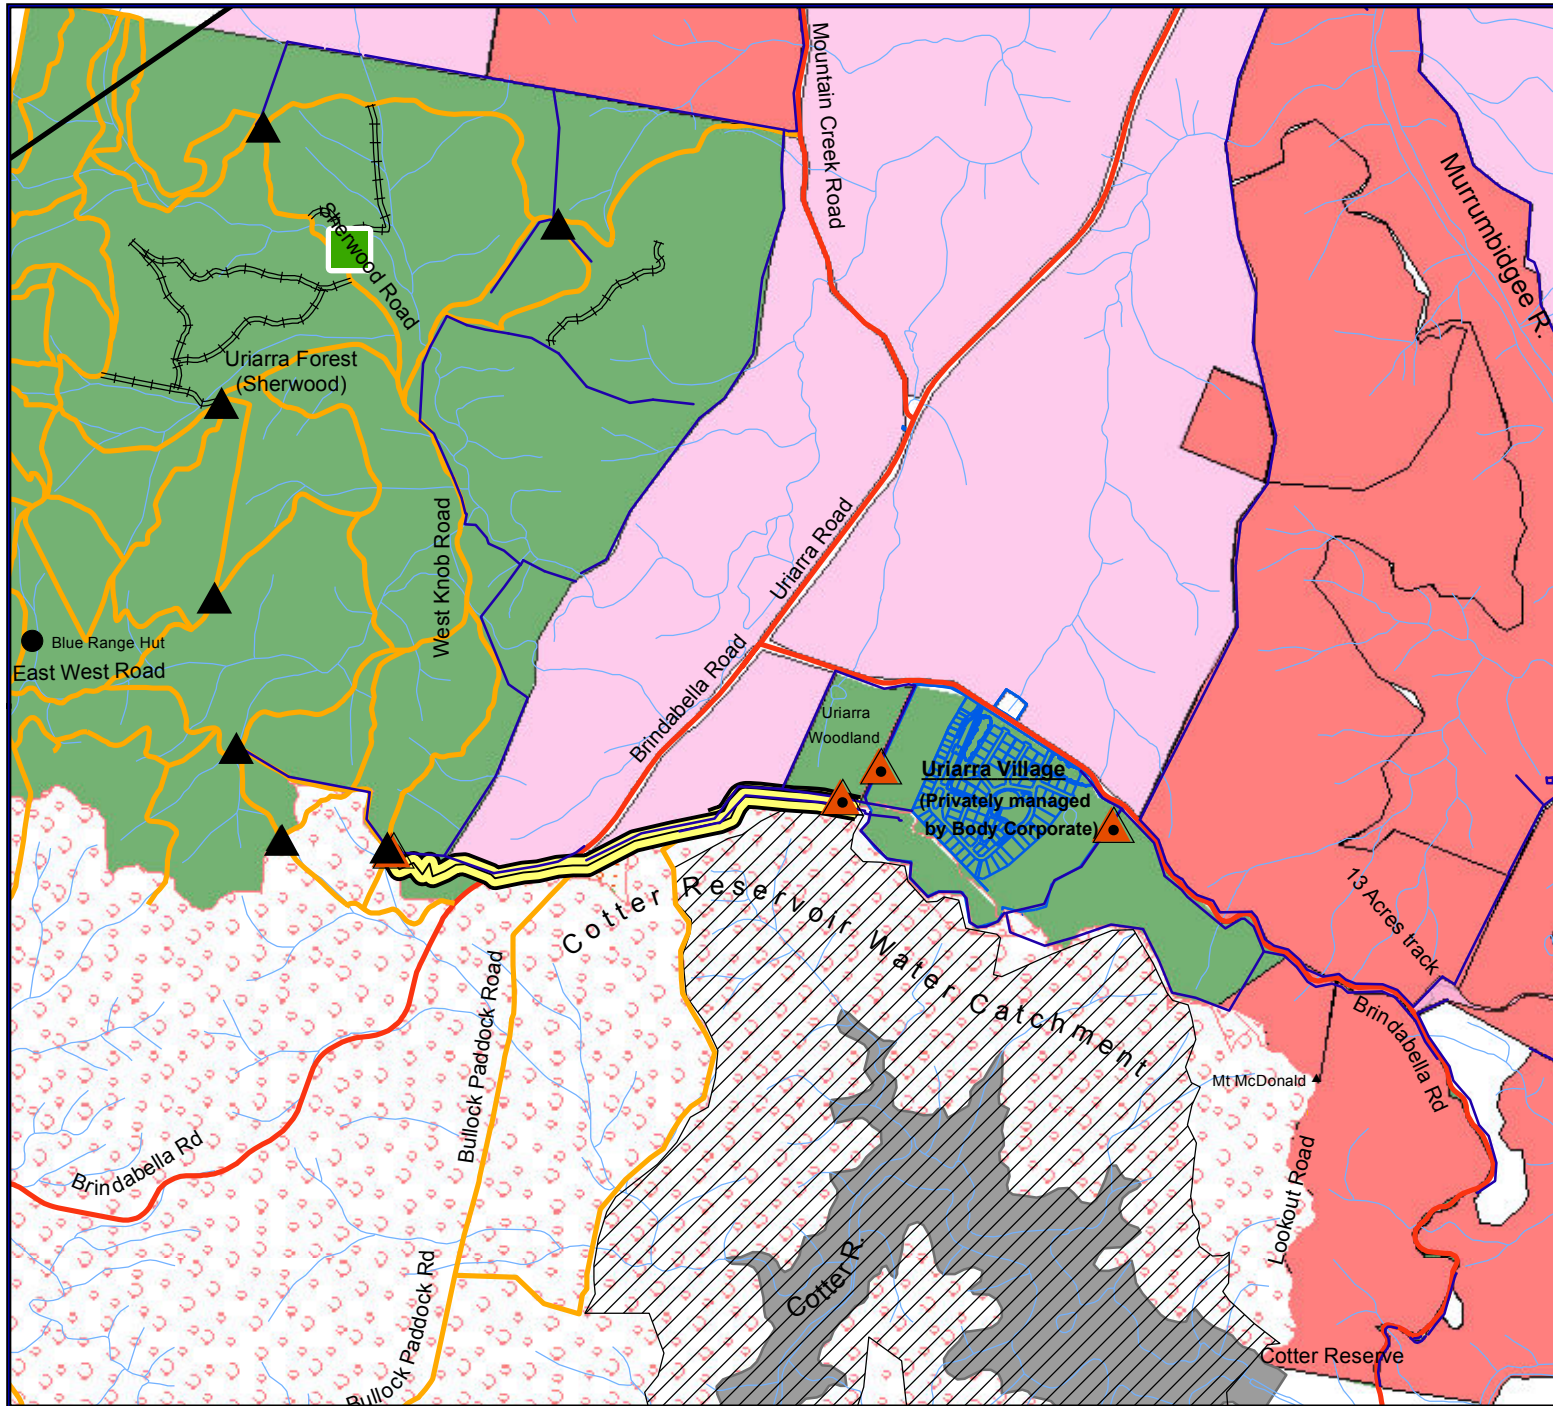 Mountain Creek Road
Murrumbidgee R.
Sherwood Road
Uriarra Forest
(Sherwood)
West Knob Road
Uriarra Road
Blue Range Hut
East West Road
Brindabella Road
Uriarra
Woodland
Uriarra Village
(Privately managed
by Body Corporate)
13 Acres track
Cotter Reservoir Water Catchment
Bullock Paddock Road
Brindabella Rd
Mt McDonald
Brindabella Rd
Lookout Road
Bullock Paddock Rd
Cotter R.
Cotter Reserve